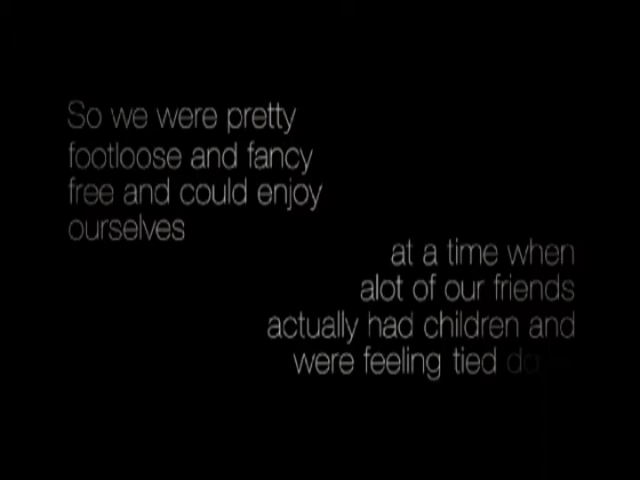 So we were pretty
footloose and fancy
free and could enjoy
ourselves
at a time when
alot of our friends
actually had children and
were feeling tied